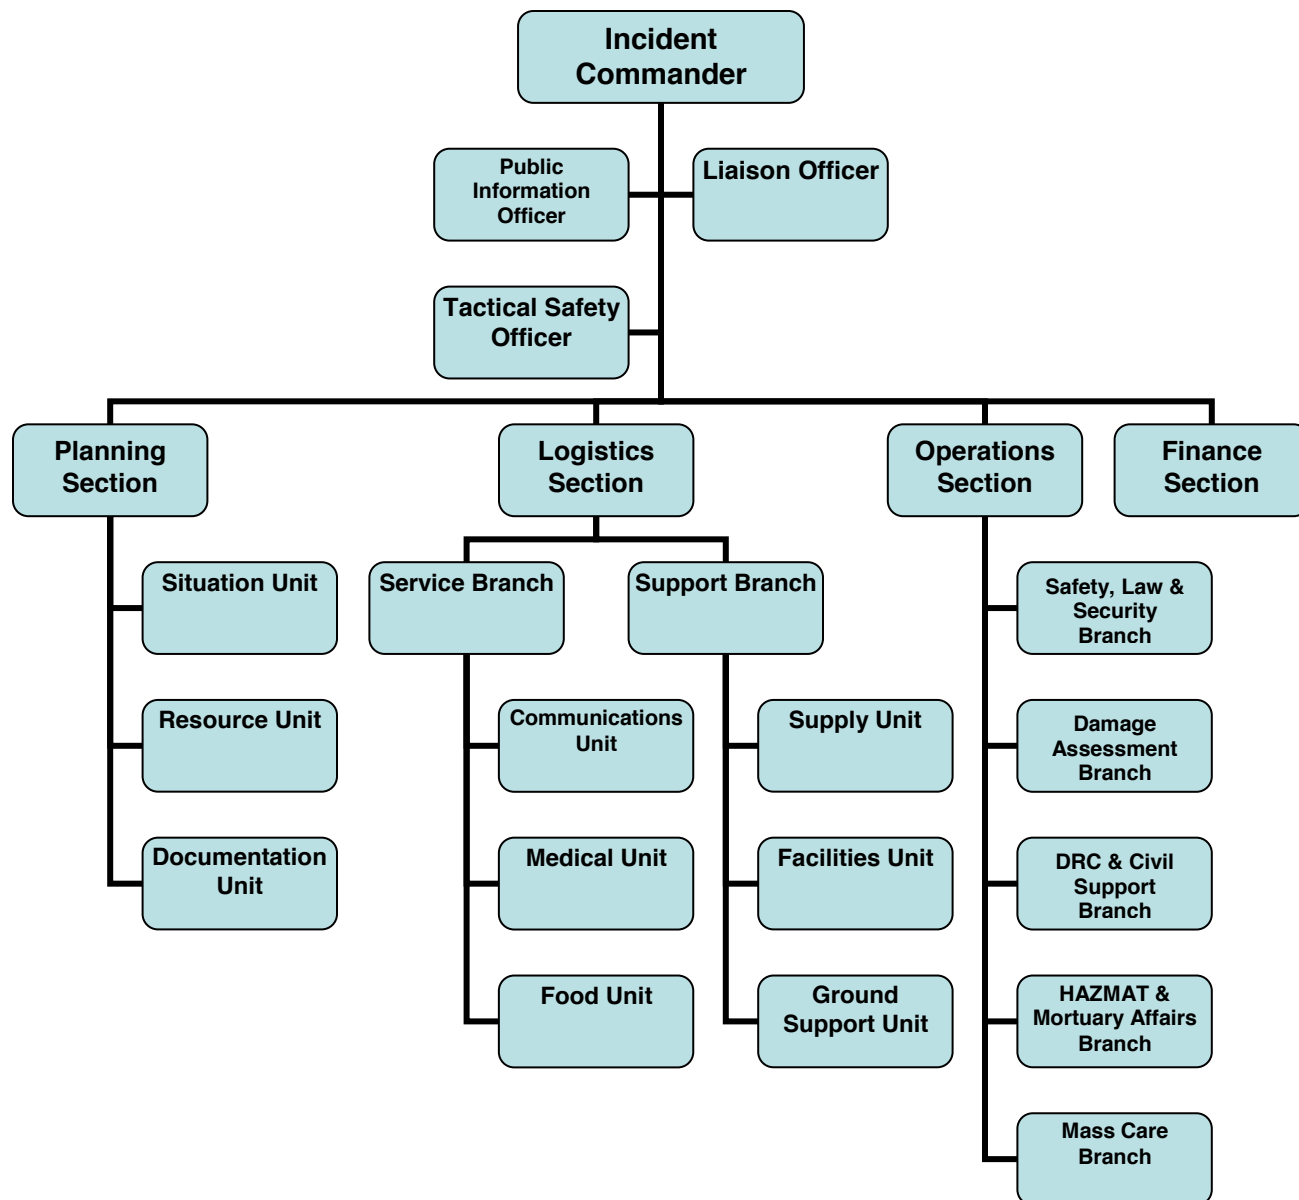 Incident
Commander
Public
Information
Officer
Liaison Officer
Tactical Safety
Officer
Planning
Section
Logistics
Section
Operations
Section
Finance
Section
Situation Unit
Service Branch
Support Branch
Safety, Law &
Security
Branch
Resource Unit
Communications
Unit
Supply Unit
Damage
Assessment
Branch
Documentation
Unit
Medical Unit
Facilities Unit
DRC & Civil
Support
Branch
Food Unit
Ground
Support Unit
HAZMAT &
Mortuary Affairs
Branch
Mass Care
Branch